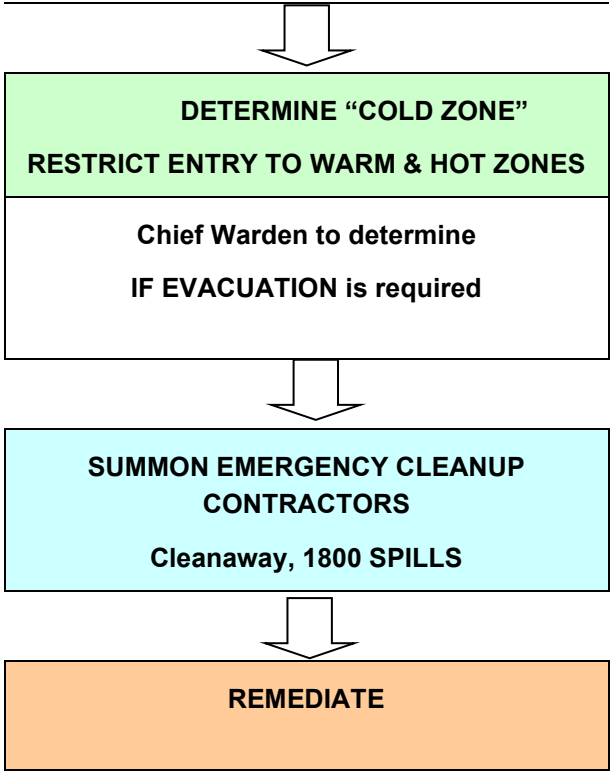 DETERMINE “COLD ZONE”
RESTRICT ENTRY TO WARM & HOT ZONES
Chief Warden to determine
IF EVACUATION is required
SUMMON EMERGENCY CLEANUP
CONTRACTORS
Cleanaway, 1800 SPILLS
REMEDIATE